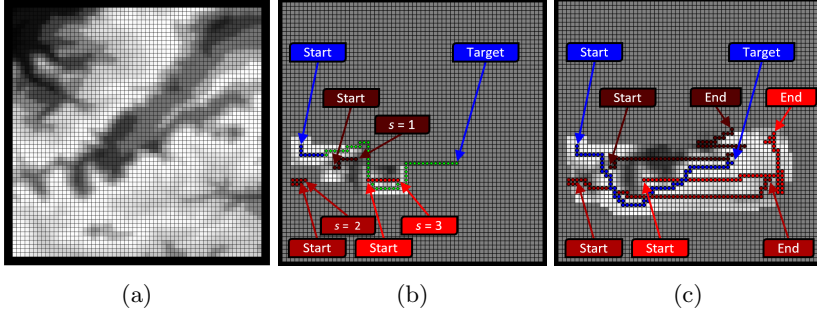 Start
Target
Start
s = 1
s = 2
s = 3
Start
Start
Start
Target
Start
End
End
Start
Start
End
(a)
(b)
(c)